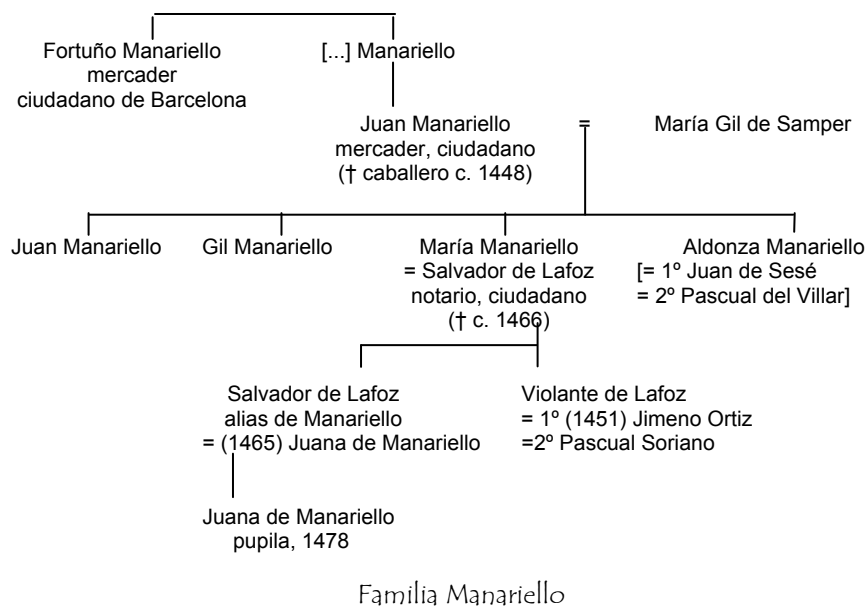 Fortuño Manariello
mercader
ciudadano de Barcelona
[...] Manariello
Juan Manariello
mercader, ciudadano
(† caballero c. 1448)
=
María Gil de Samper
Juan Manariello
Gil Manariello
María Manariello
= Salvador de Lafoz
notario, ciudadano
(† c. 1466)
Aldonza Manariello
[= 1º Juan de Sesé
= 2º Pascual del Villar]
Salvador de Lafoz
alias de Manariello
= (1465) Juana de Manariello
Violante de Lafoz
= 1º (1451) Jimeno Ortiz
=2º Pascual Soriano
Juana de Manariello
pupila, 1478
Familia Manariello